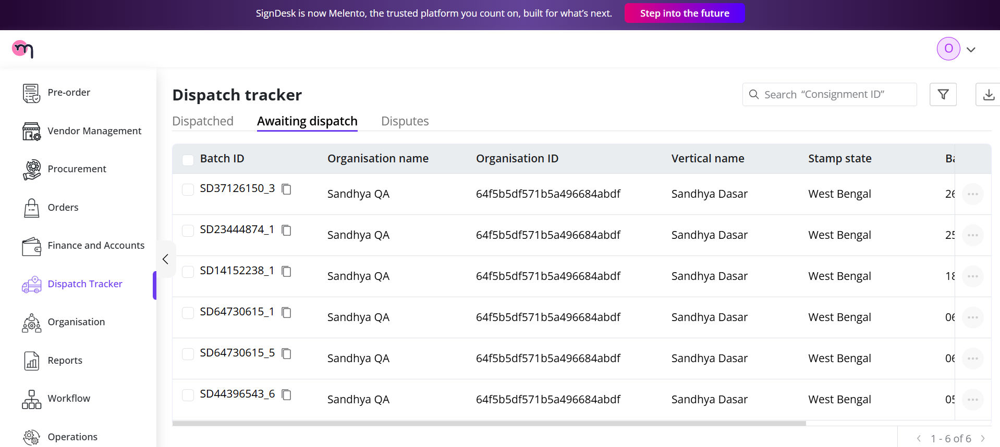 SignDesk is now Melento, the trusted platform you count on, built for what’s next. Step into the future
m
O
Pre-order
Vendor Management
Procurement
Orders
Finance and Accounts
Dispatch Tracker
Organisation
Reports
Workflow
Operations
Dispatch tracker
Search “Consignment ID”
Dispatched Awaiting dispatch Disputes
Batch ID Organisation name Organisation ID Vertical name Stamp state
SD37126150_3 Sandhya QA 64f5b5df571b5a496684abdf Sandhya Dasar West Bengal 26
SD23444874_1 Sandhya QA 64f5b5df571b5a496684abdf Sandhya Dasar West Bengal 25
SD14152238_1 Sandhya QA 64f5b5df571b5a496684abdf Sandhya Dasar West Bengal 18
SD64730615_1 Sandhya QA 64f5b5df571b5a496684abdf Sandhya Dasar West Bengal 06
SD64730615_5 Sandhya QA 64f5b5df571b5a496684abdf Sandhya Dasar West Bengal 06
SD44396543_6 Sandhya QA 64f5b5df571b5a496684abdf Sandhya Dasar West Bengal 05
1 - 6 of 6